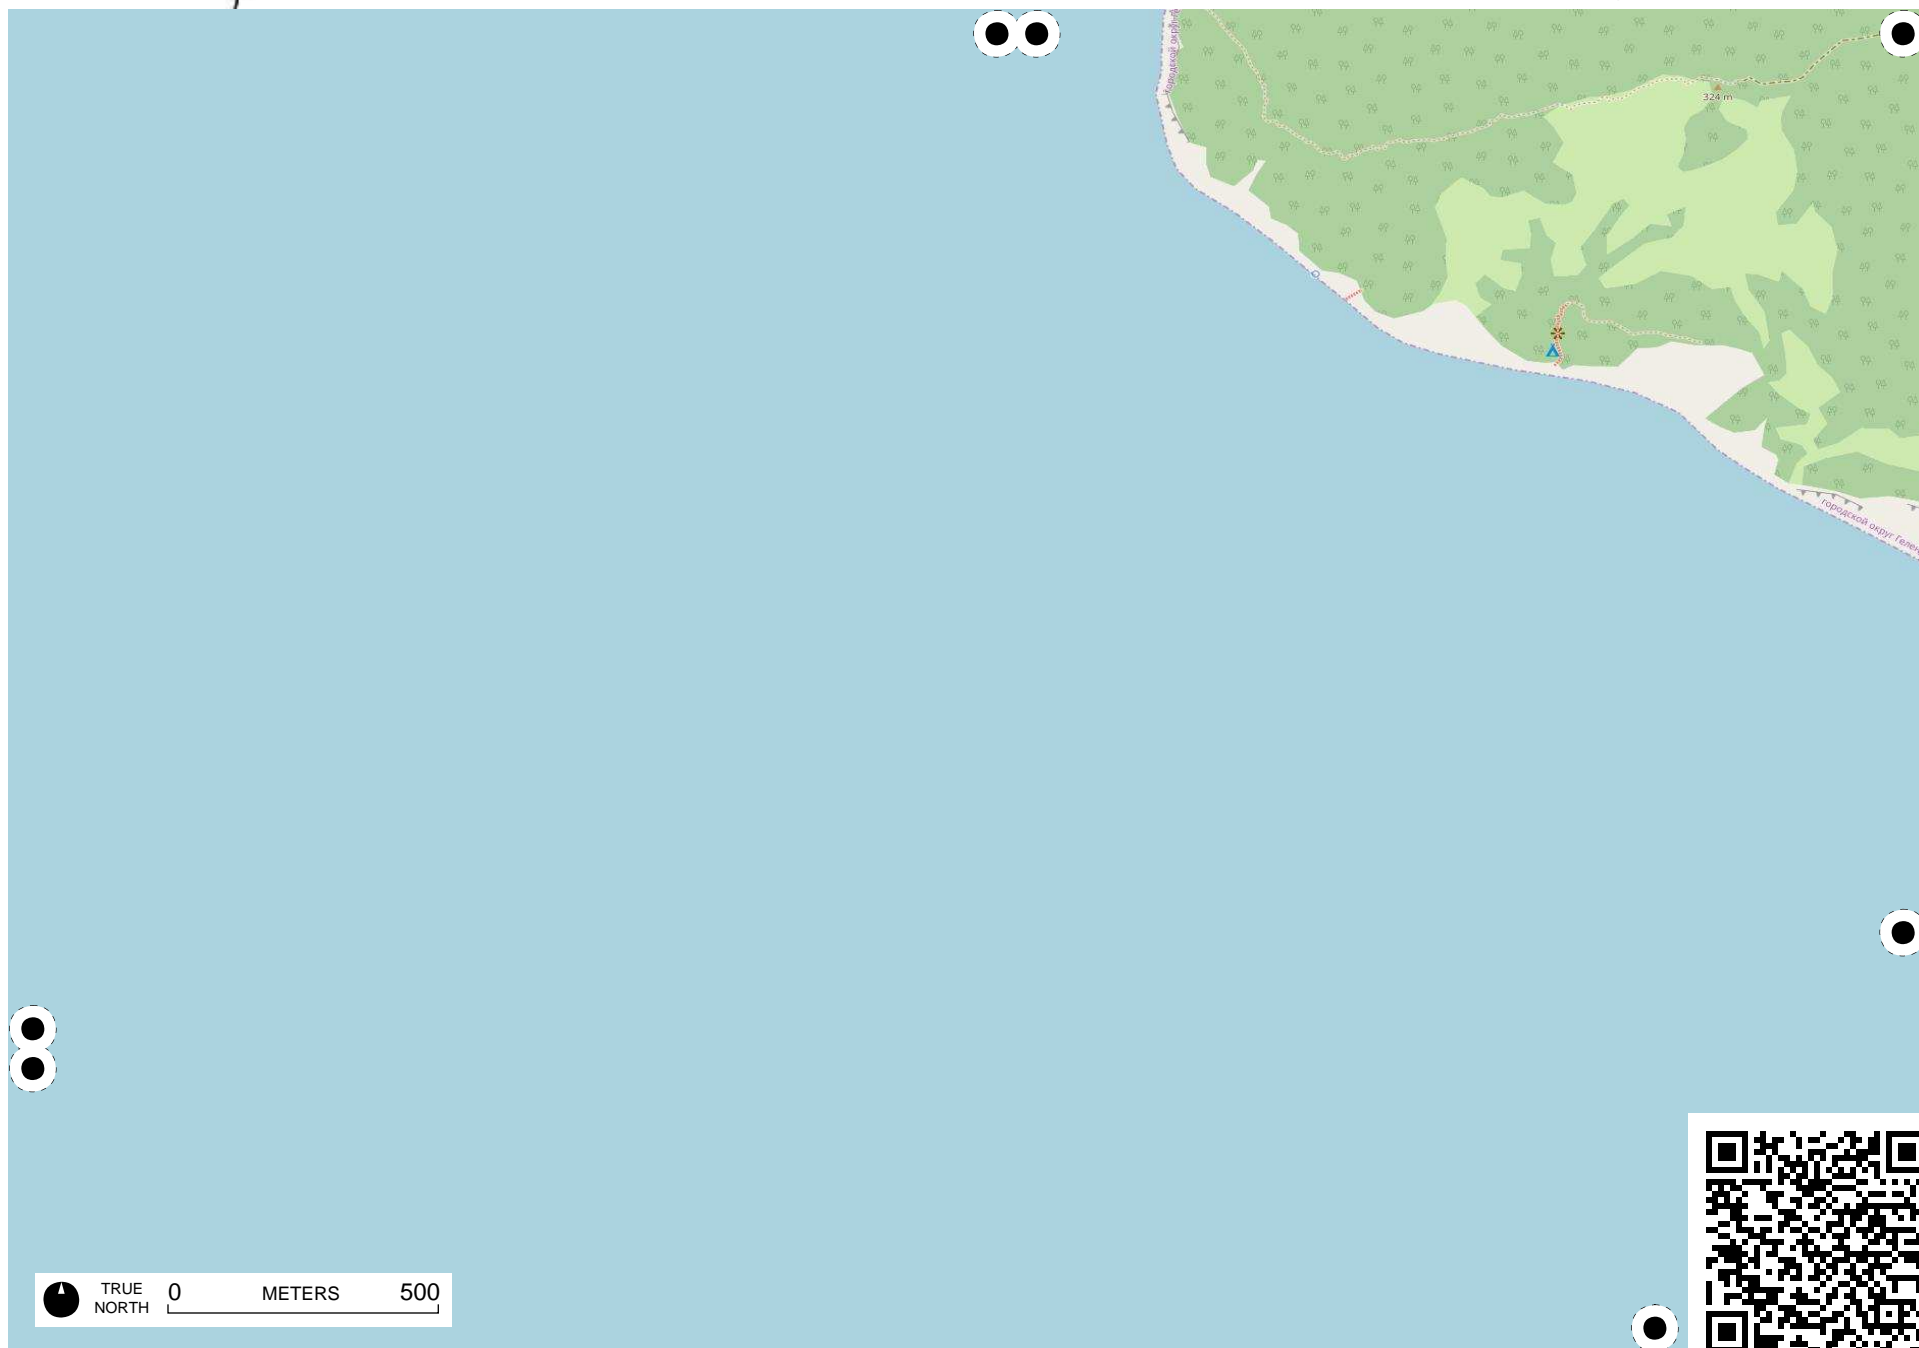 городской округ
324 m
городской округ Гелен
TRUE
NORTH
0 METERS 500